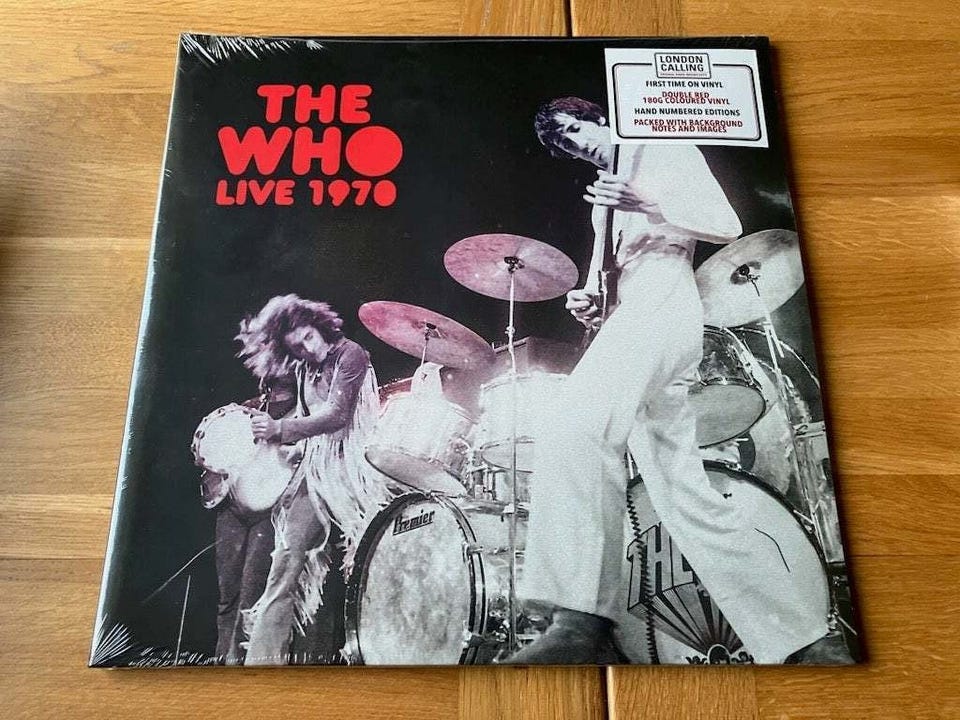 THE
WHO
LIVE 1970
LONDON
CALLING
FIRST TIME ON VINYL
DOUBLE RED
180G COLOURED VINYL
HAND NUMBERED EDITIONS
PACKED WITH BACKGROUND
NOTES AND IMAGES
Premier
THE